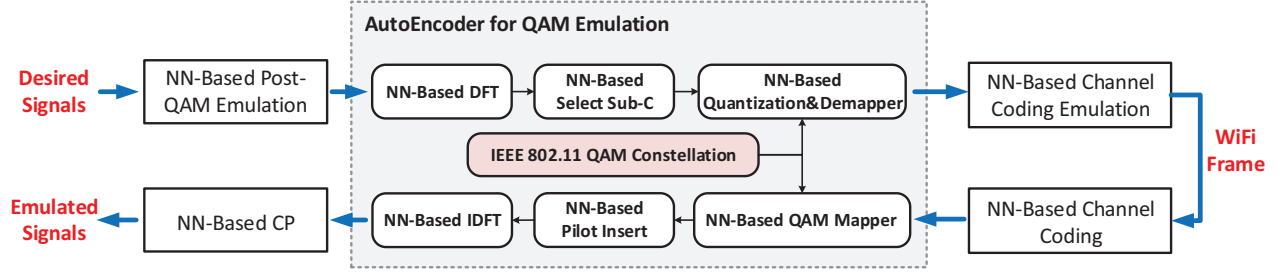 AutoEncoder for QAM Emulation
Desired
Signals
NN-Based Post-
QAM Emulation
NN-Based DFT
NN-Based
Select Sub-C
NN-Based
Quantization&Demapper
NN-Based Channel
Coding Emulation
IEEE 802.11 QAM Constellation
WiFi
Frame
Emulated
Signals
NN-Based CP
NN-Based IDFT
NN-Based
Pilot Insert
NN-Based QAM Mapper
NN-Based Channel
Coding